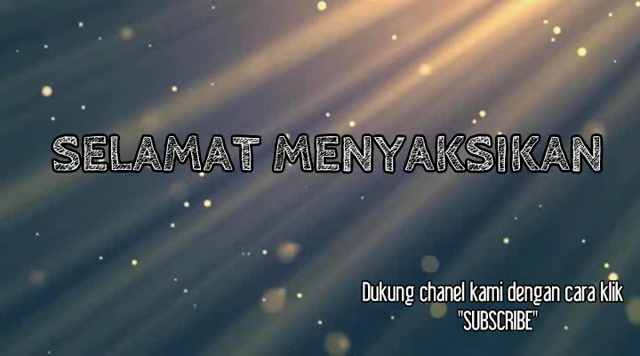 SELAMAT MENYAKSIKAN
Dukung chanel kami dengan cara klik
"SUBSCRIBE"